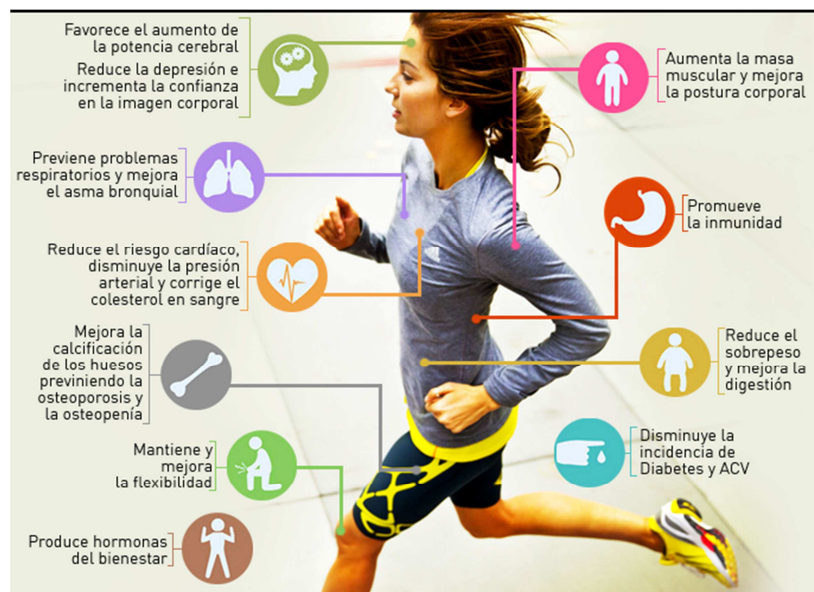 Favorece el aumento de
la potencia cerebral
Reduce la depresión e
incrementa la confianza
en la imagen corporal
Aumenta la masa
muscular y mejora
la postura corporal
Previene problemas
respiratorios y mejora
el asma bronquial
Promueve
la inmunidad
Reduce el riesgo cardíaco,
disminuye la presión
arterial y corrige el
colesterol en sangre
Mejora la
calcificación
de los huesos
previniendo la
osteoporosis y
la osteopenía
Reduce el
sobrepeso
y mejora la
digestión
Mantiene y
mejora
la flexibilidad
Disminuye la
incidencia de
Diabetes y ACV
Produce hormonas
del bienestar